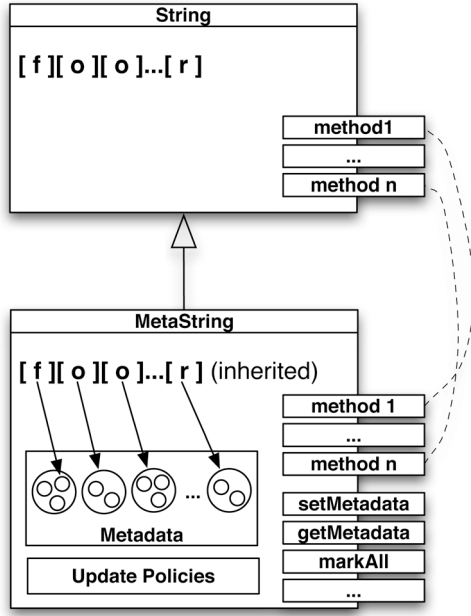 String
[ f ][ o ][ o ]...[ r ]
method1
...
method n
MetaString
[ f ][ o ][ o ]...[ r ] (inherited)
method 1
...
method n
...
setMetadata
getMetadata
Metadata
markAll
Update Policies
...